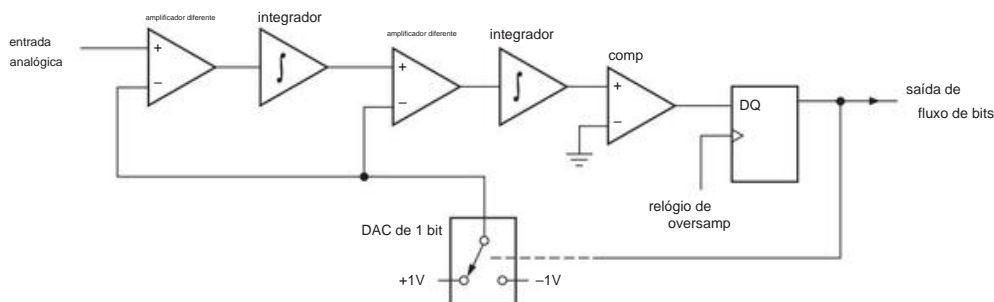 amplificador diferente
integrador
amplificador diferente
integrador
entrada
analógica
+
−
∫
+
−
∫
comp
+
−
DQ
saída de
fluxo de bits
relógio de
oversamp
DAC de 1 bit
+1V
−1V